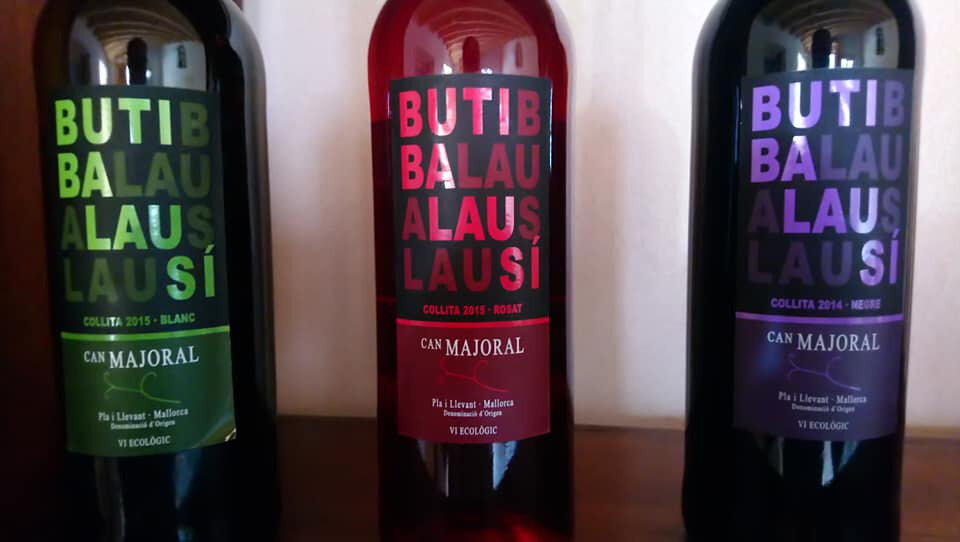 BUTIB
BALAU
ALAUS
LAUSÍ
COLLITA 2015 · BLANC
CAN MAJORAL
Pla i Llevant · Mallorca
Denominació d'Origen
VI ECOLÒGIC
BUTIB
BALAU
ALAUS
LAUSÍ
COLLITA 2015 · ROSAT
CAN MAJORAL
Pla i Llevant · Mallorca
Denominació d'Origen
VI ECOLÒGIC
BUTIB
BALAU
ALAUS
LAUSÍ
COLLITA 2014 · NEGRE
CAN MAJORAL
Pla i Llevant · Mallorca
Denominació d'Origen
VI ECOLÒGIC